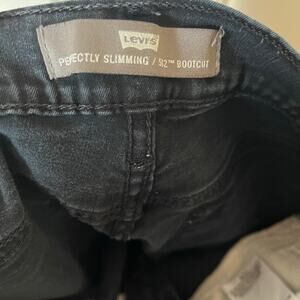 Levi's
PERFECTLY SLIMMING / 512™ BOOTCUT